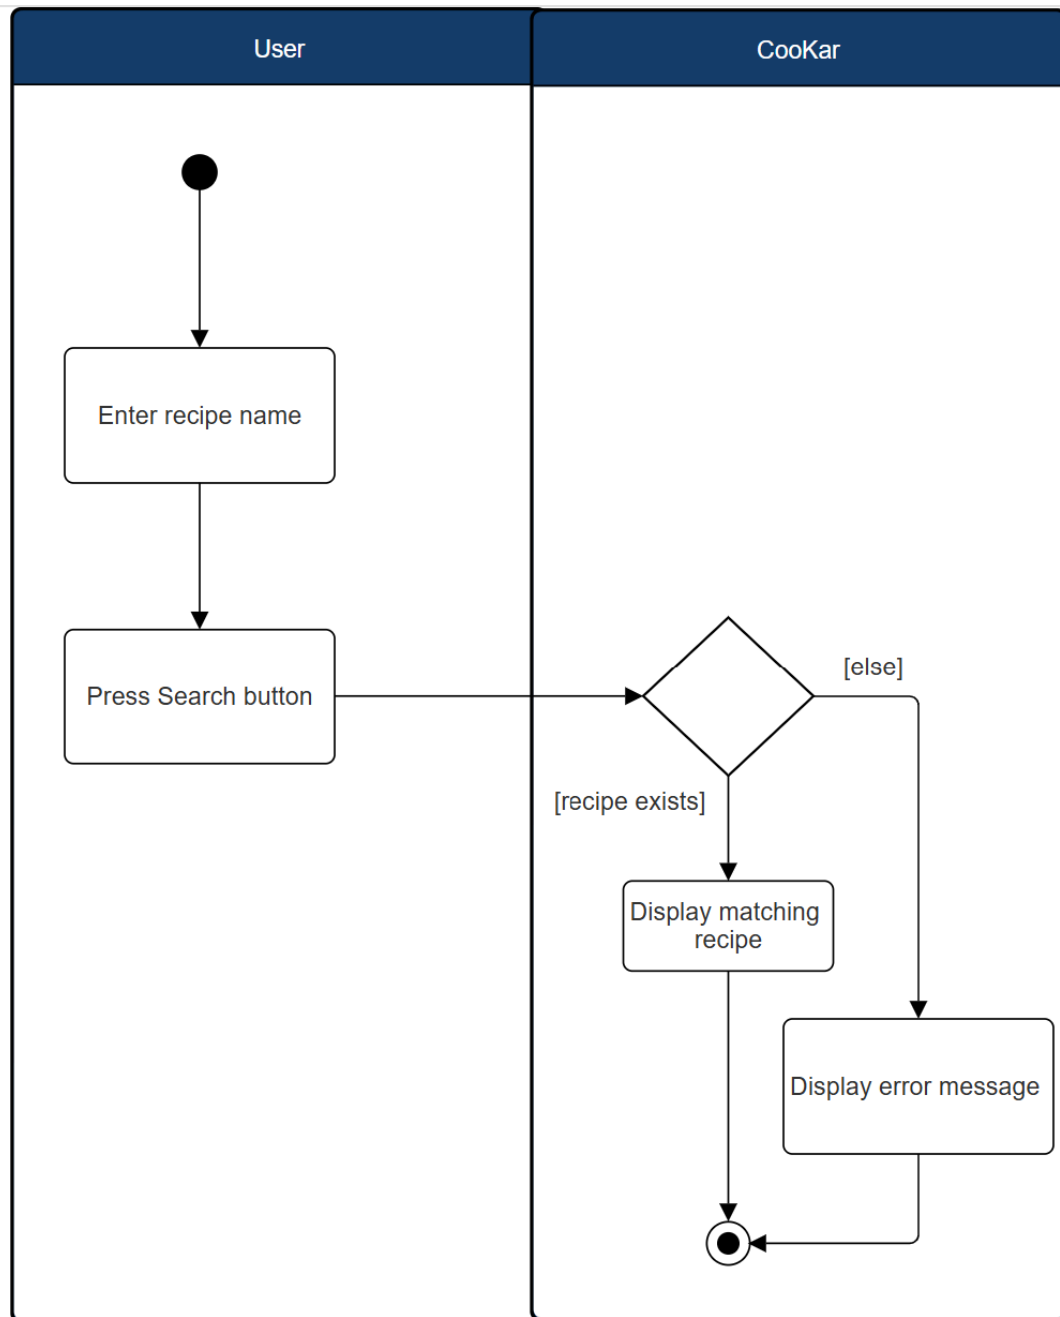 User
CooKar
Enter recipe name
Press Search button
[else]
[recipe exists]
Display matching
recipe
Display error message